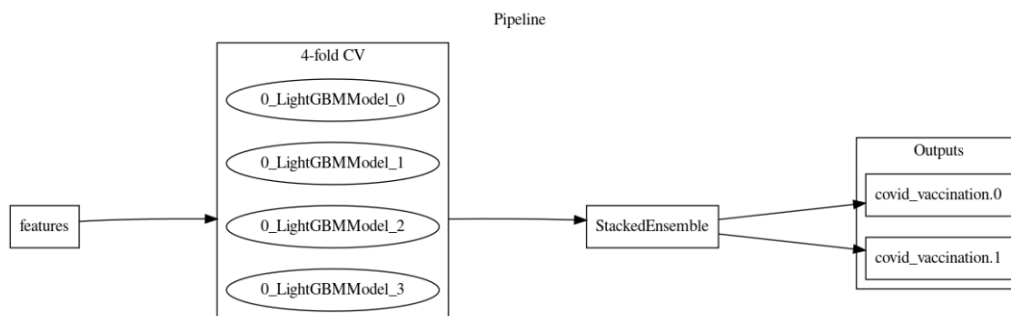 Pipeline
4-fold CV
0_LightGBMModel_0
0_LightGBMModel_1
0_LightGBMModel_2
0_LightGBMModel_3
features
StackedEnsemble
Outputs
covid_vaccination.0
covid_vaccination.1